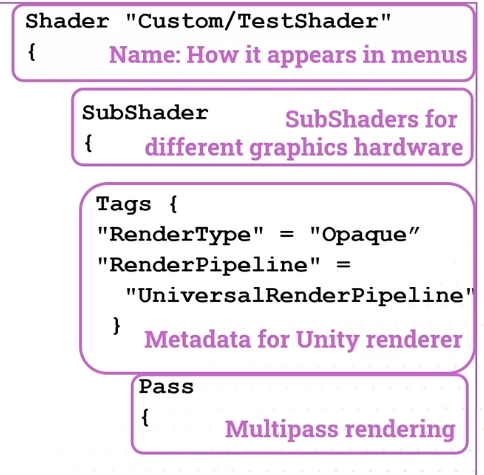 Shader "Custom/TestShader"
{ Name: How it appears in menus
SubShader SubShaders for
{ different graphics hardware
Tags {
"RenderType" = "Opaque”
"RenderPipeline" =
"UniversalRenderPipeline"
} Metadata for Unity renderer
Pass
{ Multipass rendering